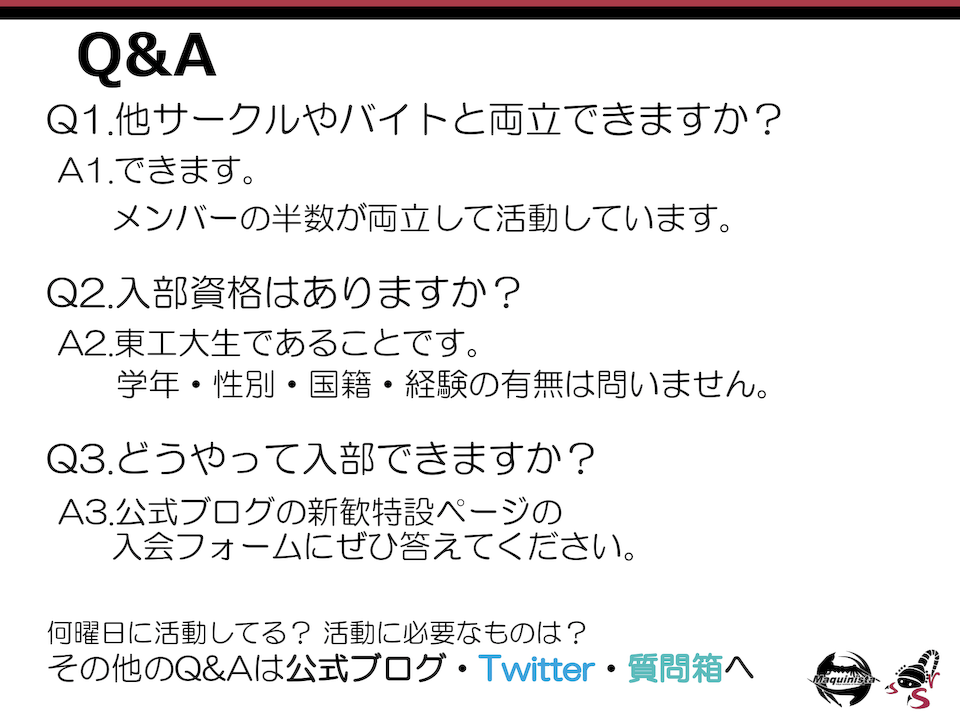 Q&A
Q1.他サークルやバイトと両立できますか？
A1.できます。
メンバーの半数が両立して活動しています。
Q2.入部資格はありますか？
A2.東工大生であることです。
学年・性別・国籍・経験の有無は問いません。
Q3.どうやって入部できますか？
A3.公式ブログの新歓特設ページの
入会フォームにぜひ答えてください。
何曜日に活動してる？ 活動に必要なものは？
その他のQ&Aは公式ブログ・Twitter・質問箱へ
Maquinista
S S V